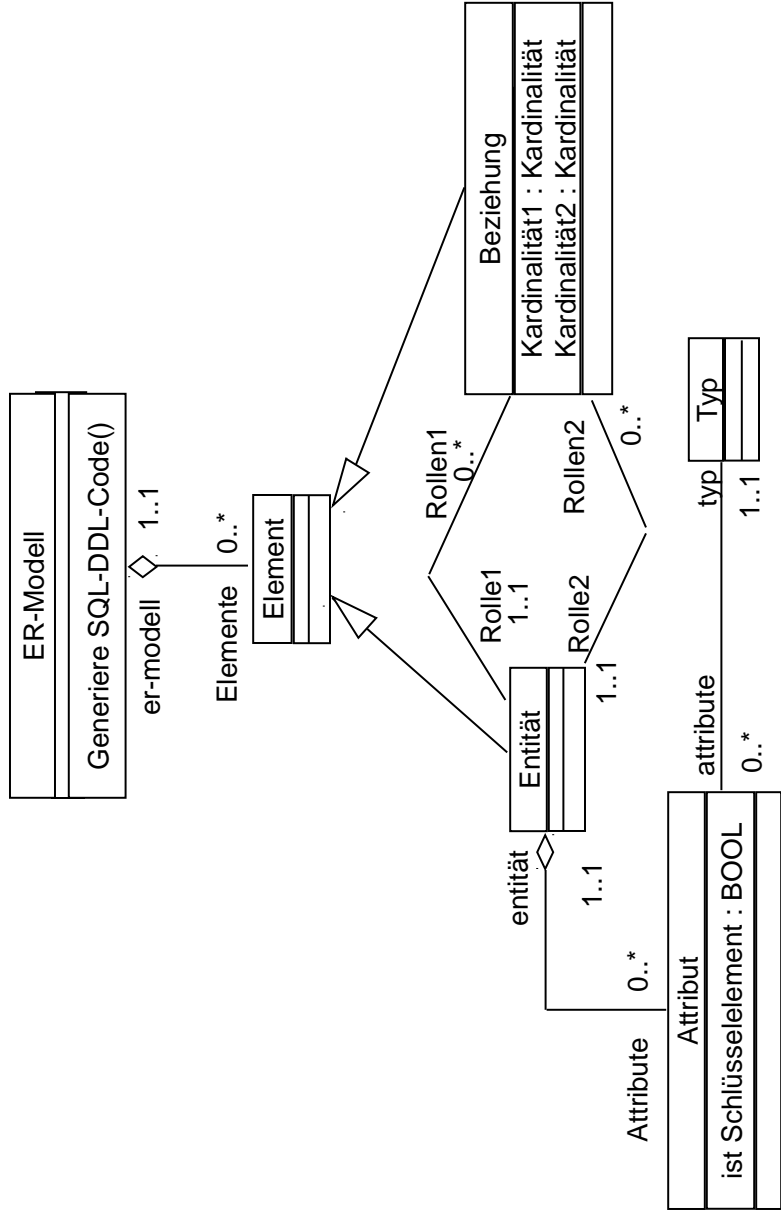 ER-Modell
Generiere SQL-DDL-Code()
er-modell
1..1
Elemente
0..*
Element
Beziehung
Kardinalität1 : Kardinalität
Kardinalität2 : Kardinalität
Rollen1
0..*
Rolle1
1..1
Rollen2
0..*
Rolle2
1..1
Entität
entität
1..1
Attribute
0..*
Attribut
ist Schlüsselelement : BOOL
attribute
0..*
typ
1..1
Typ